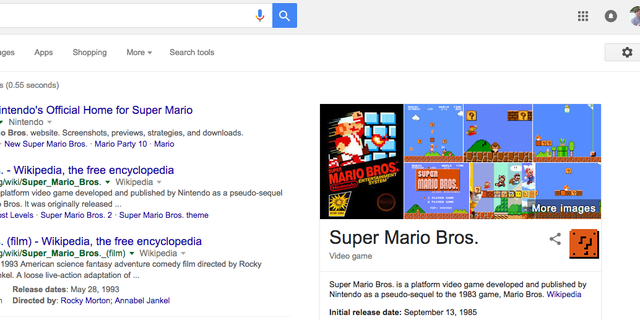 ages Apps Shopping More Search tools
s (0.55 seconds)
intendo's Official Home for Super Mario
Nintendo
o Bros. website. Screenshots, previews, strategies, and downloads.
· New Super Mario Bros. · Mario Party 10 · Mario
s. - Wikipedia, the free encyclopedia
g/wiki/Super_Mario_Bros. Wikipedia
platform video game developed and published by Nintendo as a pseudo-sequel
o Bros. It was originally released ...
ost Levels · Super Mario Bros. 2 · Super Mario Bros. theme
s. (film) - Wikipedia, the free encyclopedia
g/wiki/Super_Mario_Bros._(film) Wikipedia
1993 American science fantasy adventure comedy film directed by Rocky
nkel. A loose live-action adaptation of ...
Release dates: May 28, 1993
Directed by: Rocky Morton; Annabel Jankel
SUPER
MARIO BROS.
ENTERTAINMENT
SYSTEM
SUPER
MARIO BROS.
More images
Super Mario Bros.
Video game
Super Mario Bros. is a platform video game developed and published by
Nintendo as a pseudo-sequel to the 1983 game, Mario Bros. Wikipedia
Initial release date: September 13, 1985